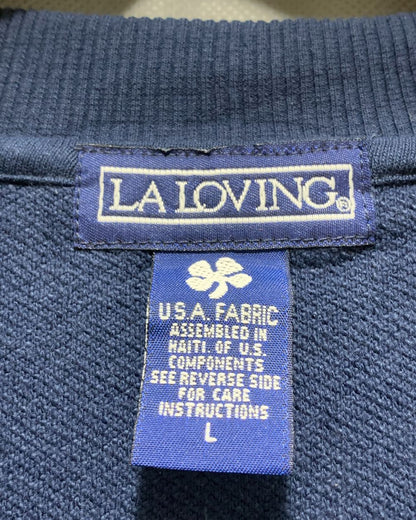 LA LOVING®
U.S.A. FABRIC
ASSEMBLED IN
HAITI. OF U.S.
COMPONENTS
SEE REVERSE SIDE
FOR CARE
INSTRUCTIONS
L